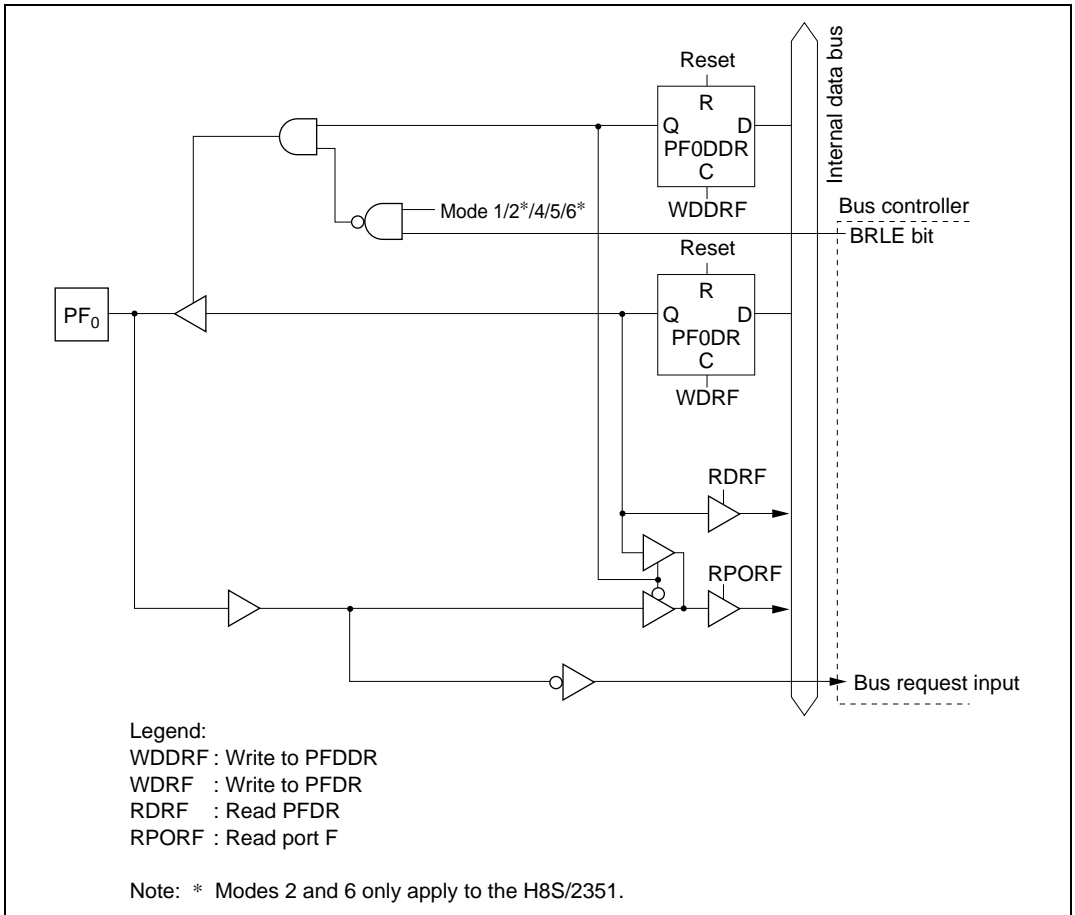 Reset
R
Q D
PF0DDR
C
WDDRF
Internal data bus
Mode 1/2*/4/5/6*
Bus controller
BRLE bit
Reset
R
Q D
PF0DR
C
WDRF
PF0
RDRF
RPORF
Bus request input
Legend:
WDDRF : Write to PFDDR
WDRF : Write to PFDR
RDRF : Read PFDR
RPORF : Read port F
Note: * Modes 2 and 6 only apply to the H8S/2351.